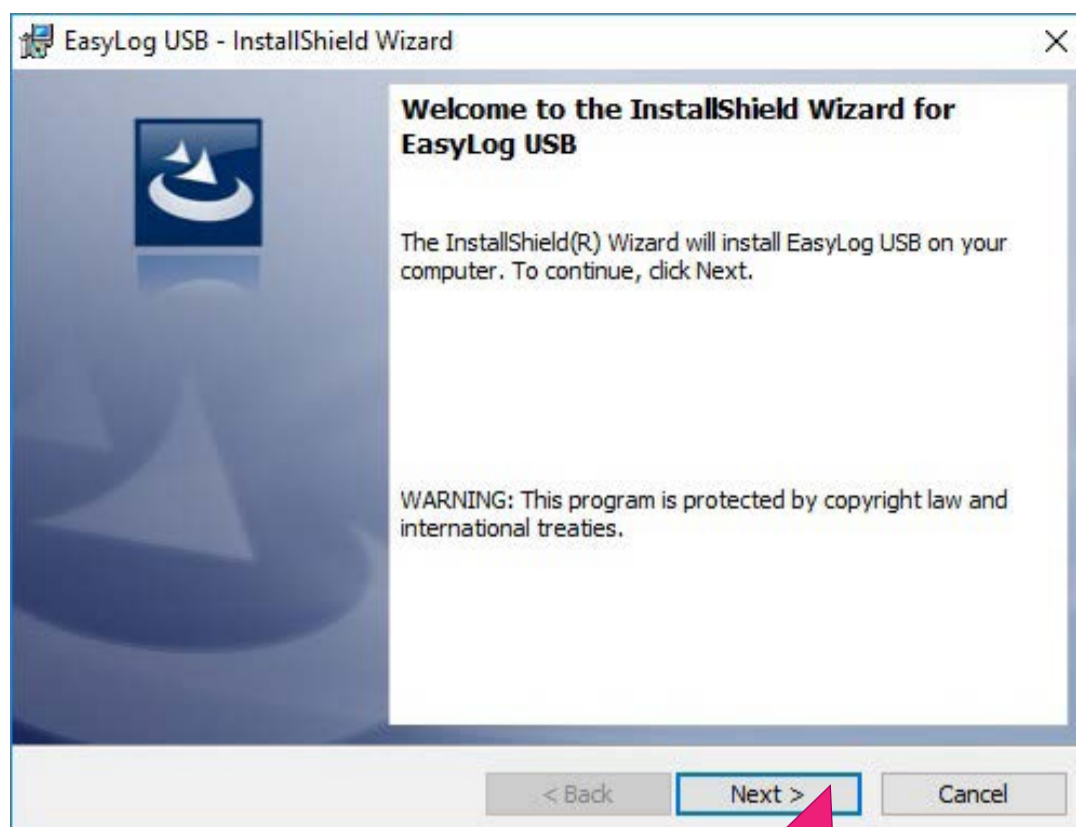 EasyLog USB - InstallShield Wizard
Welcome to the InstallShield Wizard for
EasyLog USB
The InstallShield(R) Wizard will install EasyLog USB on your
computer. To continue, click Next.
WARNING: This program is protected by copyright law and
international treaties.
< Back Next > Cancel